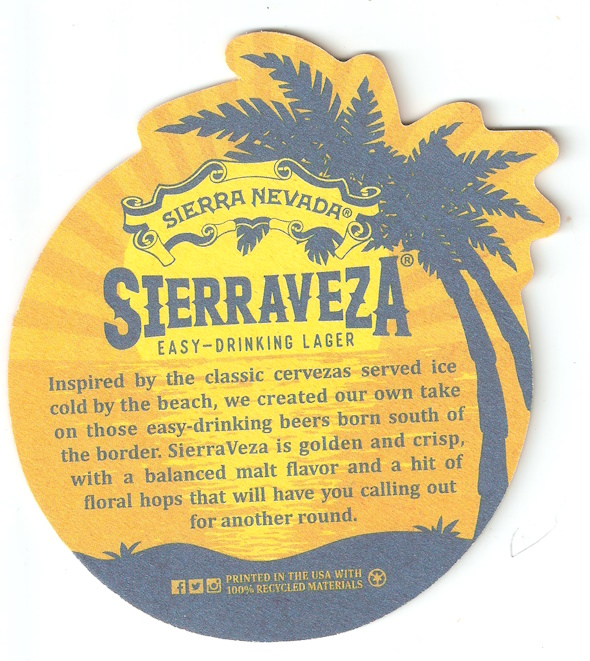 SIERRA NEVADA®
SIERRAVEZA®
EASY-DRINKING LAGER
Inspired by the classic cervezas served ice
cold by the beach, we created our own take
on those easy-drinking beers born south of
the border. SierraVeza is golden and crisp,
with a balanced malt flavor and a hit of
floral hops that will have you calling out
for another round.
PRINTED IN THE USA WITH
100% RECYCLED MATERIALS